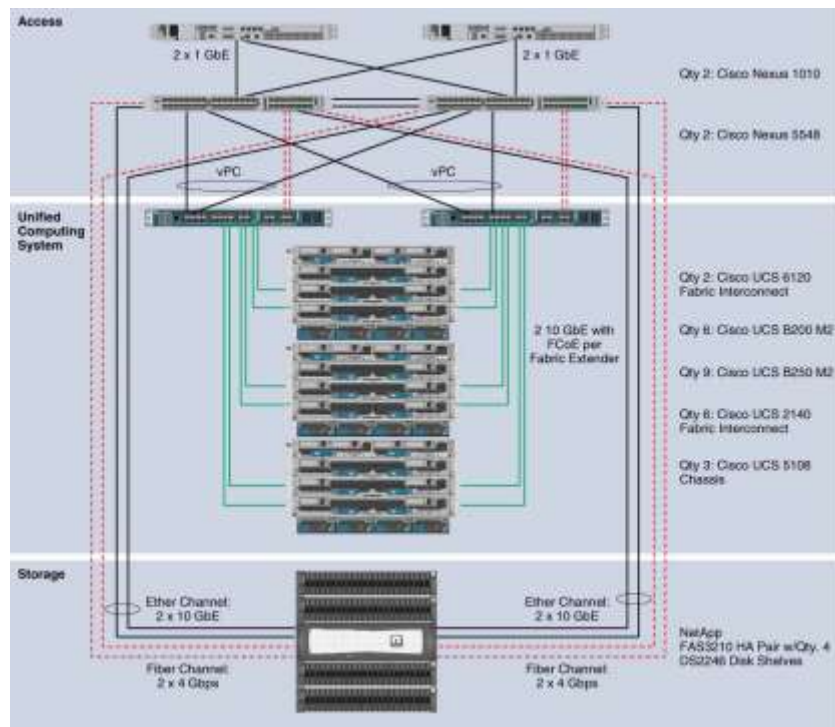 Access
2 x 1 GbE
2 x 1 GbE
Qty 2: Cisco Nexus 1010
Qty 2: Cisco Nexus 5548
vPC
vPC
Unified
Computing
System
Qty 2: Cisco UCS 6120
Fabric Interconnect
2 10 GbE with
FCoE per
Fabric Extender
Qty 6: Cisco UCS B200 M2
Qty 9: Cisco UCS B250 M2
Qty 6: Cisco UCS 2140
Fabric Interconnect
Qty 3: Cisco UCS 5108
Chassis
Storage
Ether Channel:
2 x 10 GbE
Ether Channel:
2 x 10 GbE
NetApp
FAS3210 HA Pair w/Qty. 4
DS2246 Disk Shelves
Fiber Channel:
2 x 4 Gbps
Fiber Channel:
2 x 4 Gbps